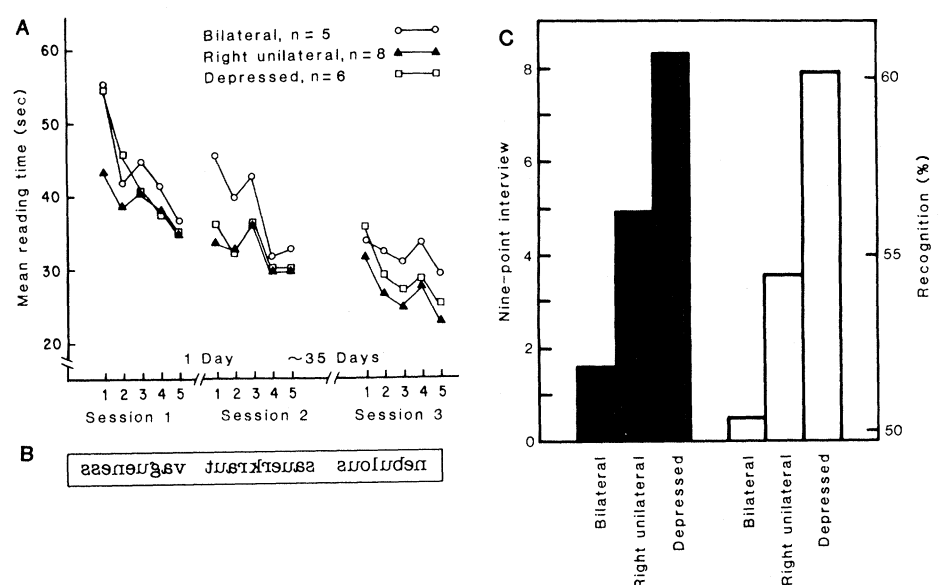 A
60
50
40
30
20
Mean reading time (sec)
Bilateral, n = 5
Right unilateral, n = 8
Depressed, n = 6
1 Day ~35 Days
1 2 3 4 5 1 2 3 4 5 1 2 3 4 5
Session 1 Session 2 Session 3
B
nebulous sauerkraut vagueness
C
8
6
4
2
0
Nine-point interview
60
55
50
Recognition (%)
Bilateral
Right unilateral
Depressed
Bilateral
Right unilateral
Depressed